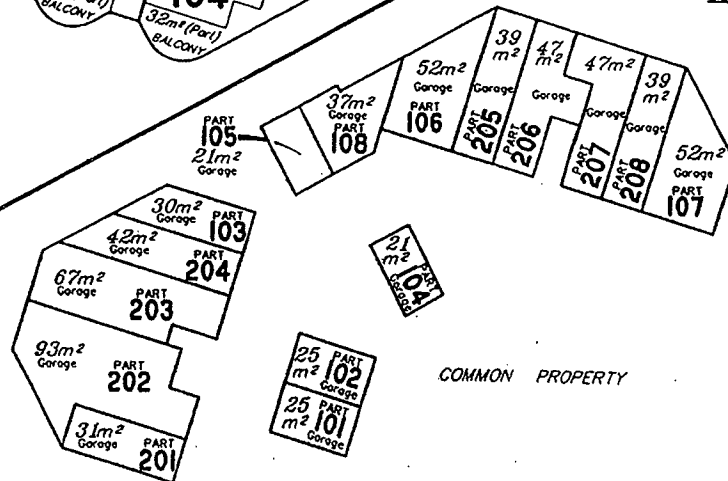 104
BALCONY
32m² (Part)
BALCONY
PART
105
21m²
Garage
37m²
Garage
PART
108
52m²
Garage
PART
106
39
m²
Garage
PART
205
47
m²
Garage
PART
206
47m²
Garage
PART
207
39
m²
Garage
PART
208
52m²
Garage
PART
107
30m²
Garage
PART
103
42m²
Garage
PART
204
67m²
Garage
PART
203
93m²
Garage
PART
202
31m²
Garage
PART
201
21
m²
PART
104
Garage
25
m²
PART
102
Garage
25
m²
PART
101
Garage
COMMON PROPERTY